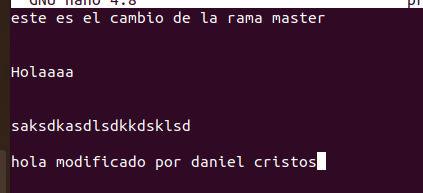 GNU nano 4.8
este es el cambio de la rama master
Holaaaa
saksdkasdlsdkkdsklsd
hola modificado por daniel cristos